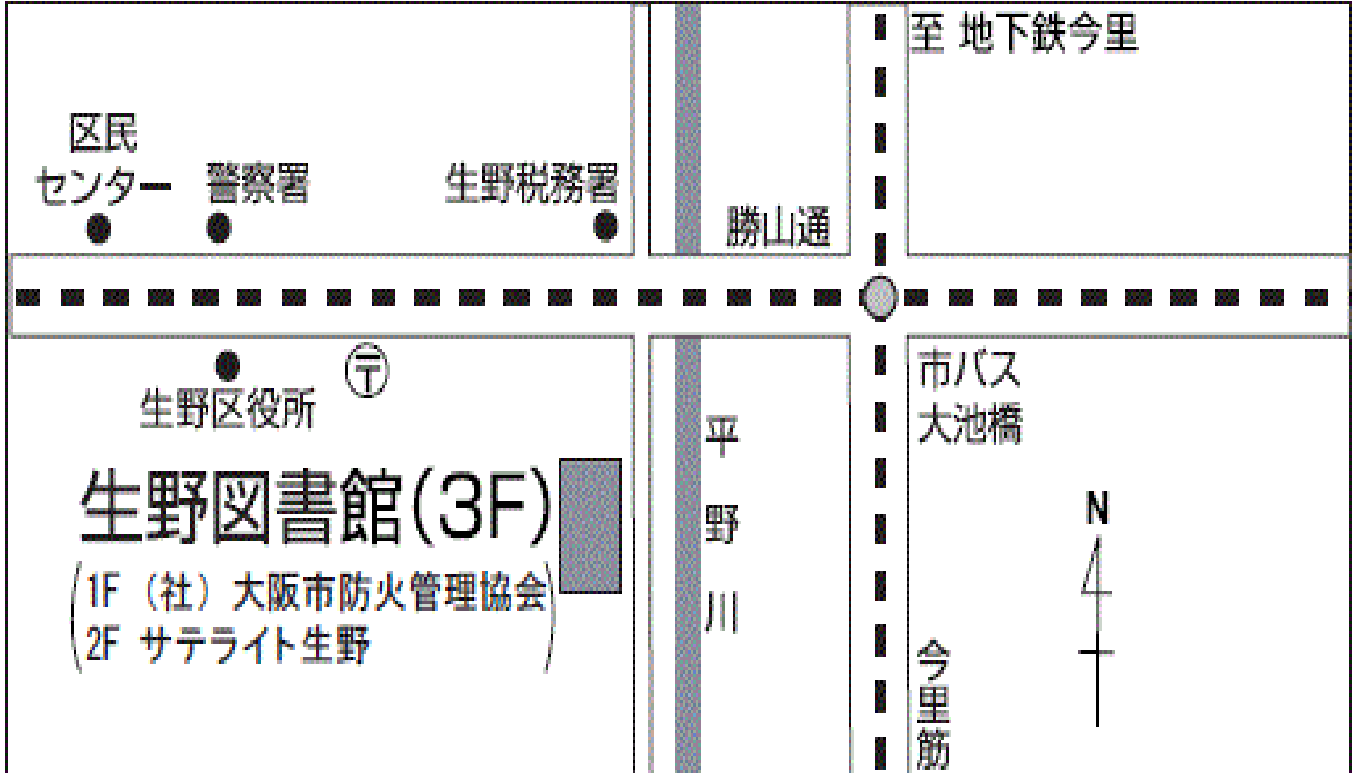 至 地下鉄今里
区民
センター
警察署
生野税務署
勝山通
〒
生野区役所
市バス
大池橋
平野川
生野図書館(3F)
1F (社) 大阪市防火管理協会
2F サテライト生野
N
今里筋